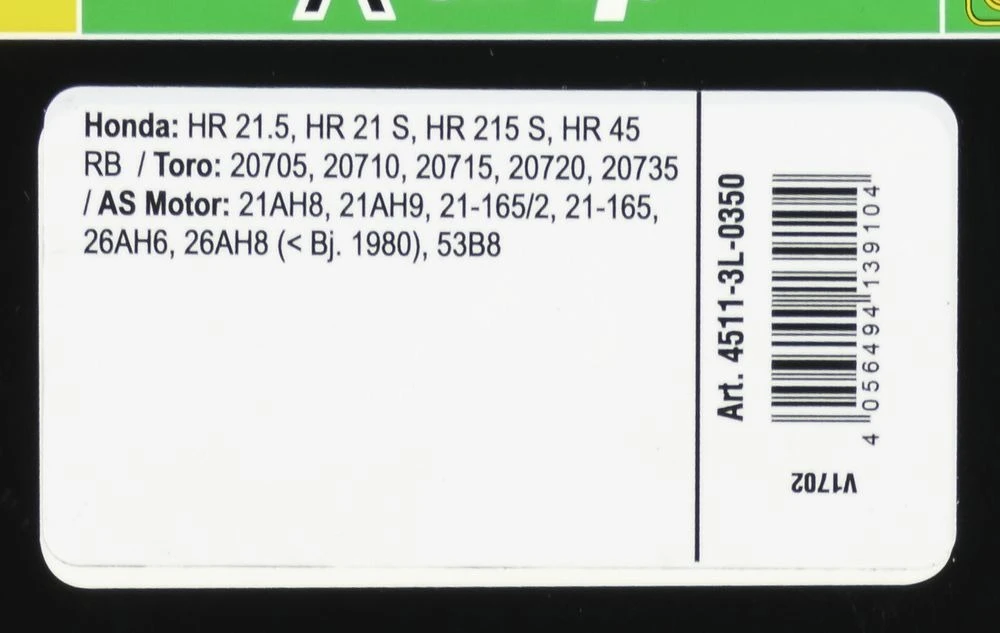 Honda: HR 21.5, HR 21 S, HR 215 S, HR 45
RB / Toro: 20705, 20710, 20715, 20720, 20735
/ AS Motor: 21AH8, 21AH9, 21-165/2, 21-165,
26AH6, 26AH8 (< Bj. 1980), 53B8
Art. 4511-3L-0350
4 056494 139104
V1702